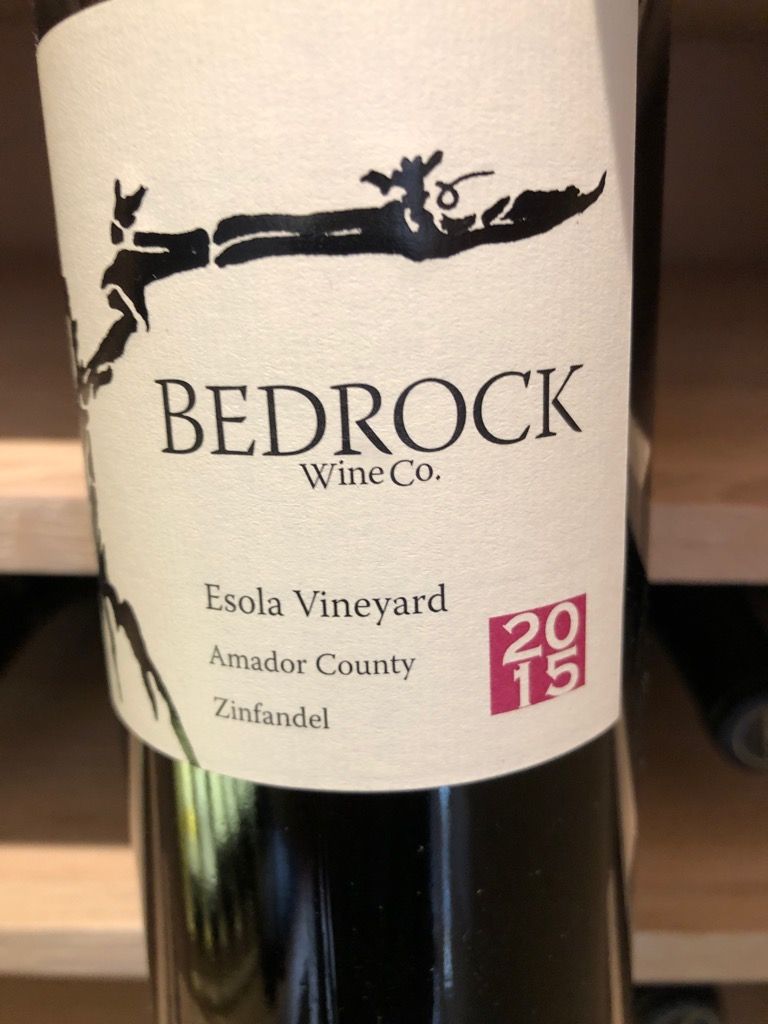 BEDROCK
Wine Co.
Esola Vineyard
Amador County
Zinfandel
20
15